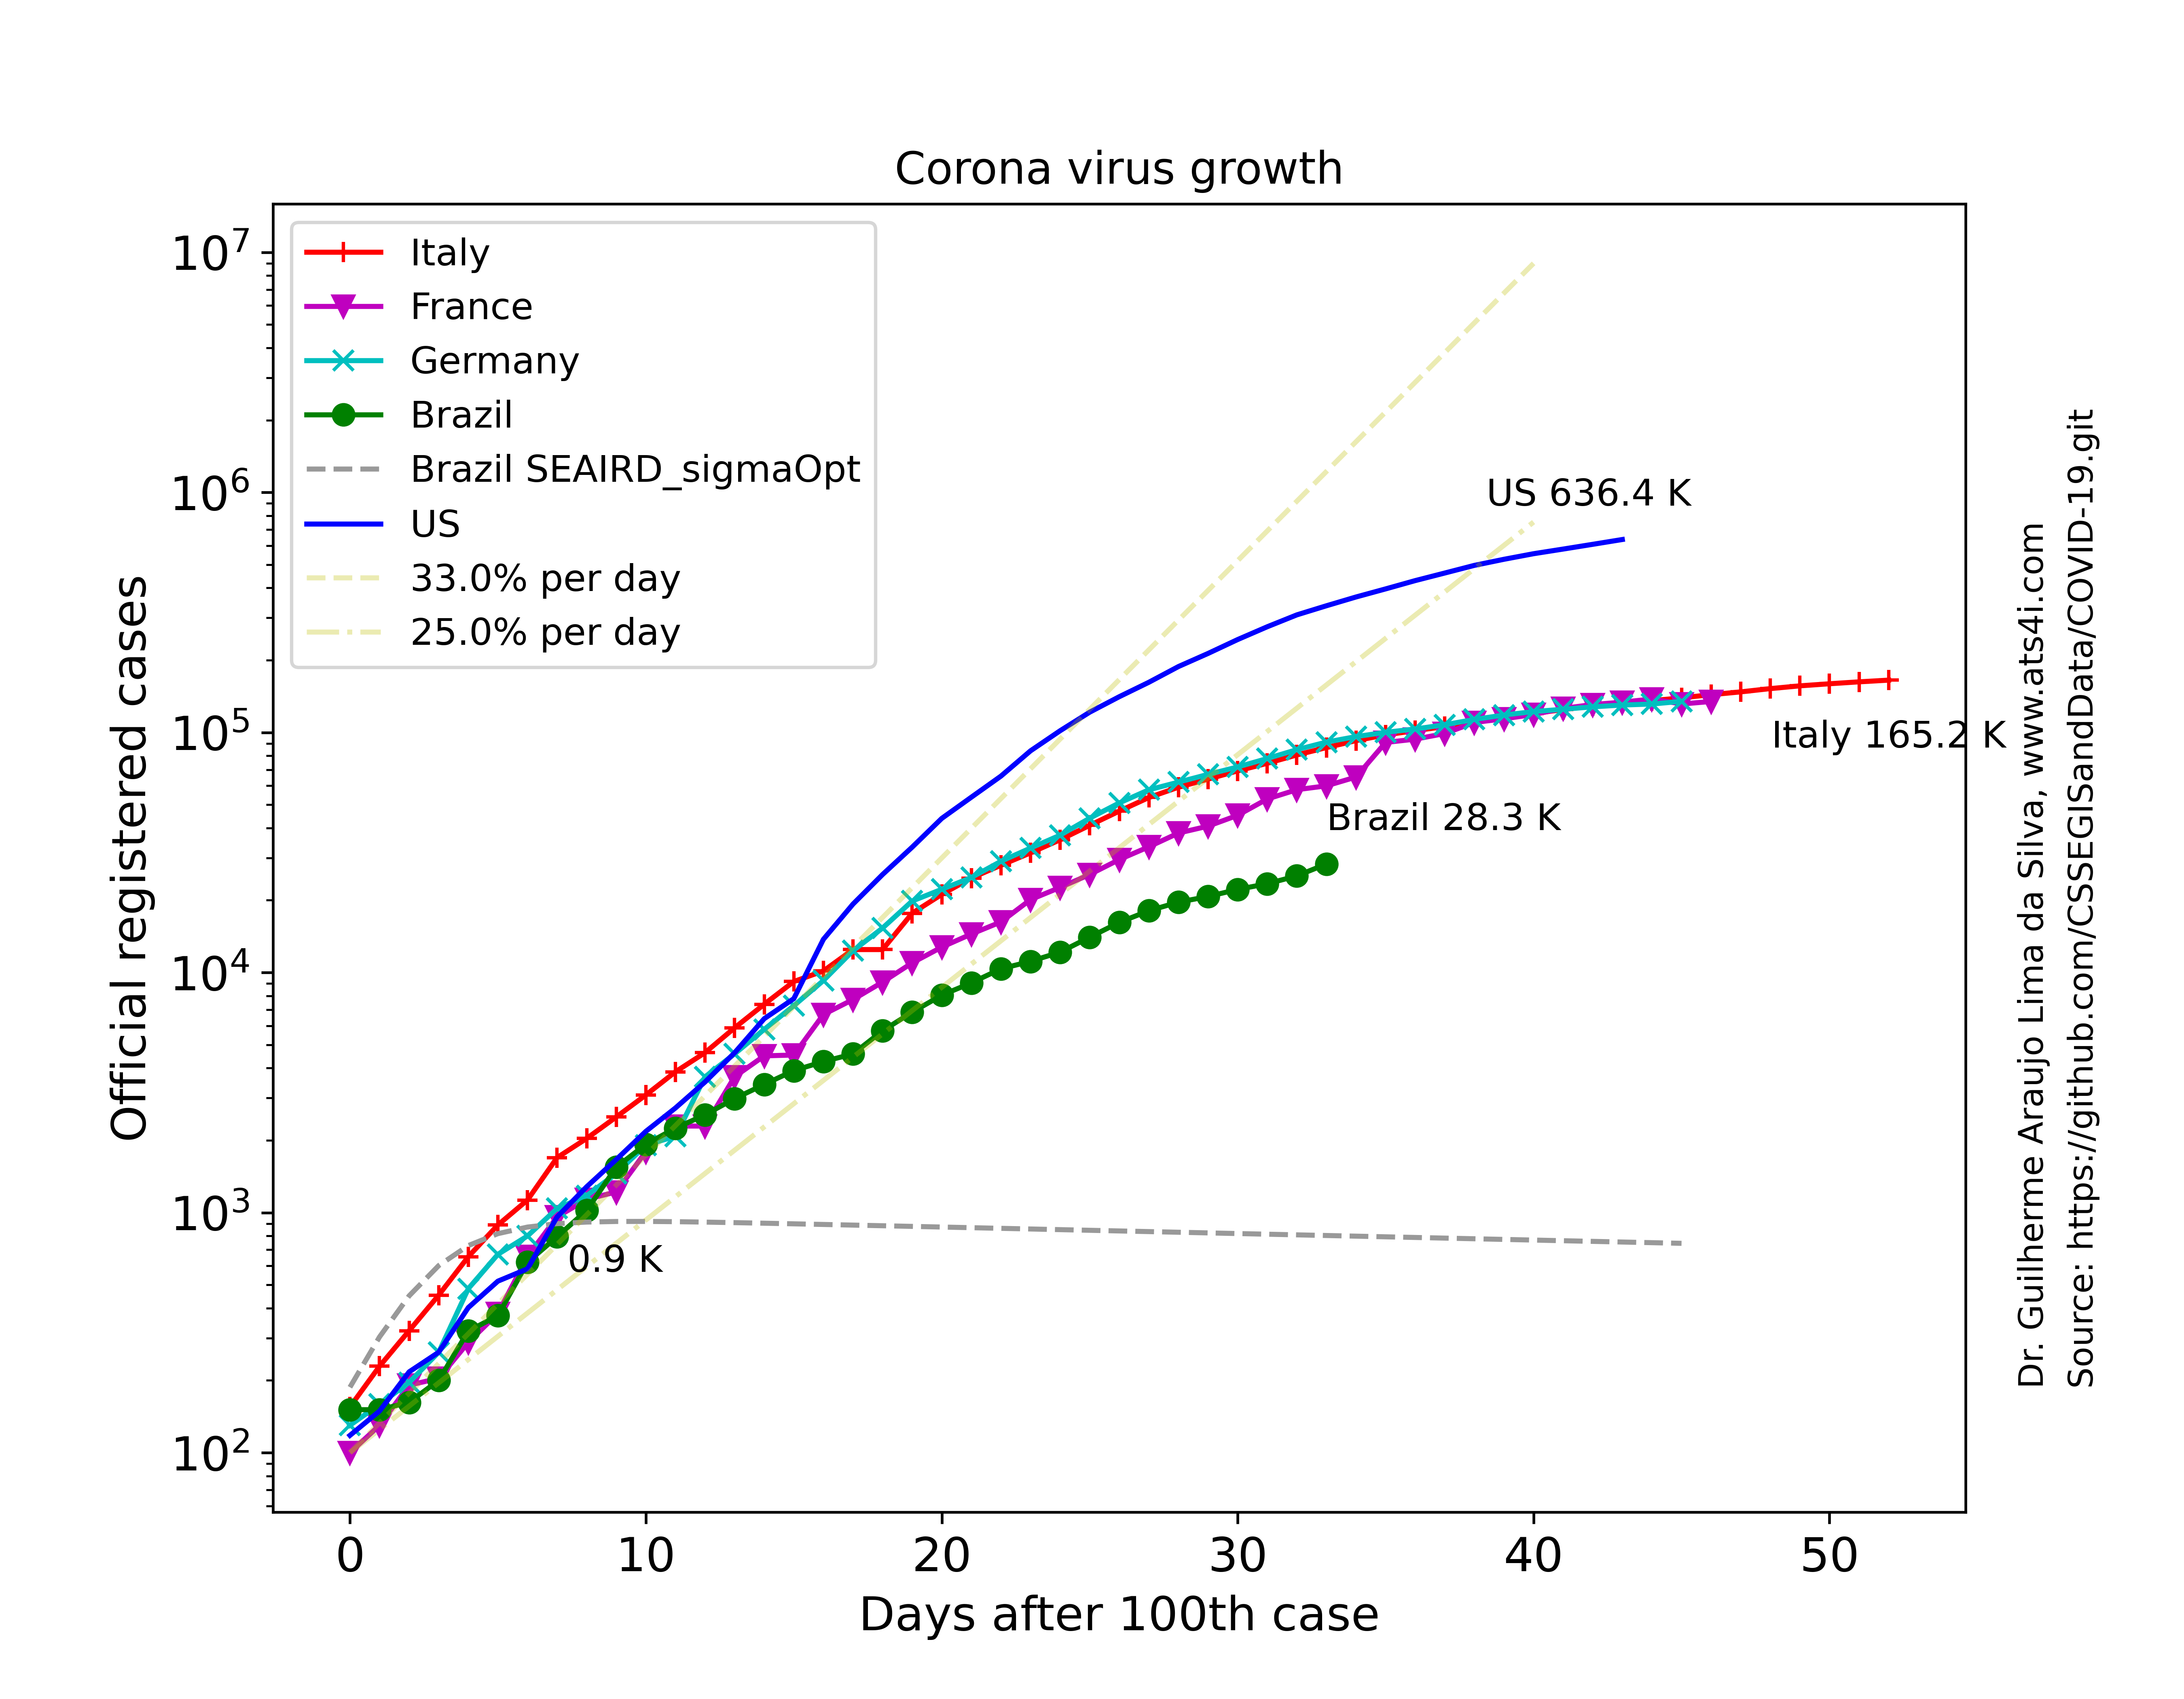 Corona virus growth
Italy
France
Germany
Brazil
Brazil SEAIRD_sigmaOpt
US
33.0% per day
25.0% per day
10⁷
10⁶
10⁵
10⁴
10³
10²
Official registered cases
US 636.4 K
Italy 165.2 K
Brazil 28.3 K
0.9 K
0 10 20 30 40 50
Days after 100th case
Dr. Guilherme Araujo Lima da Silva, www.ats4i.com
Source: https://github.com/CSSEGISandData/COVID-19.git